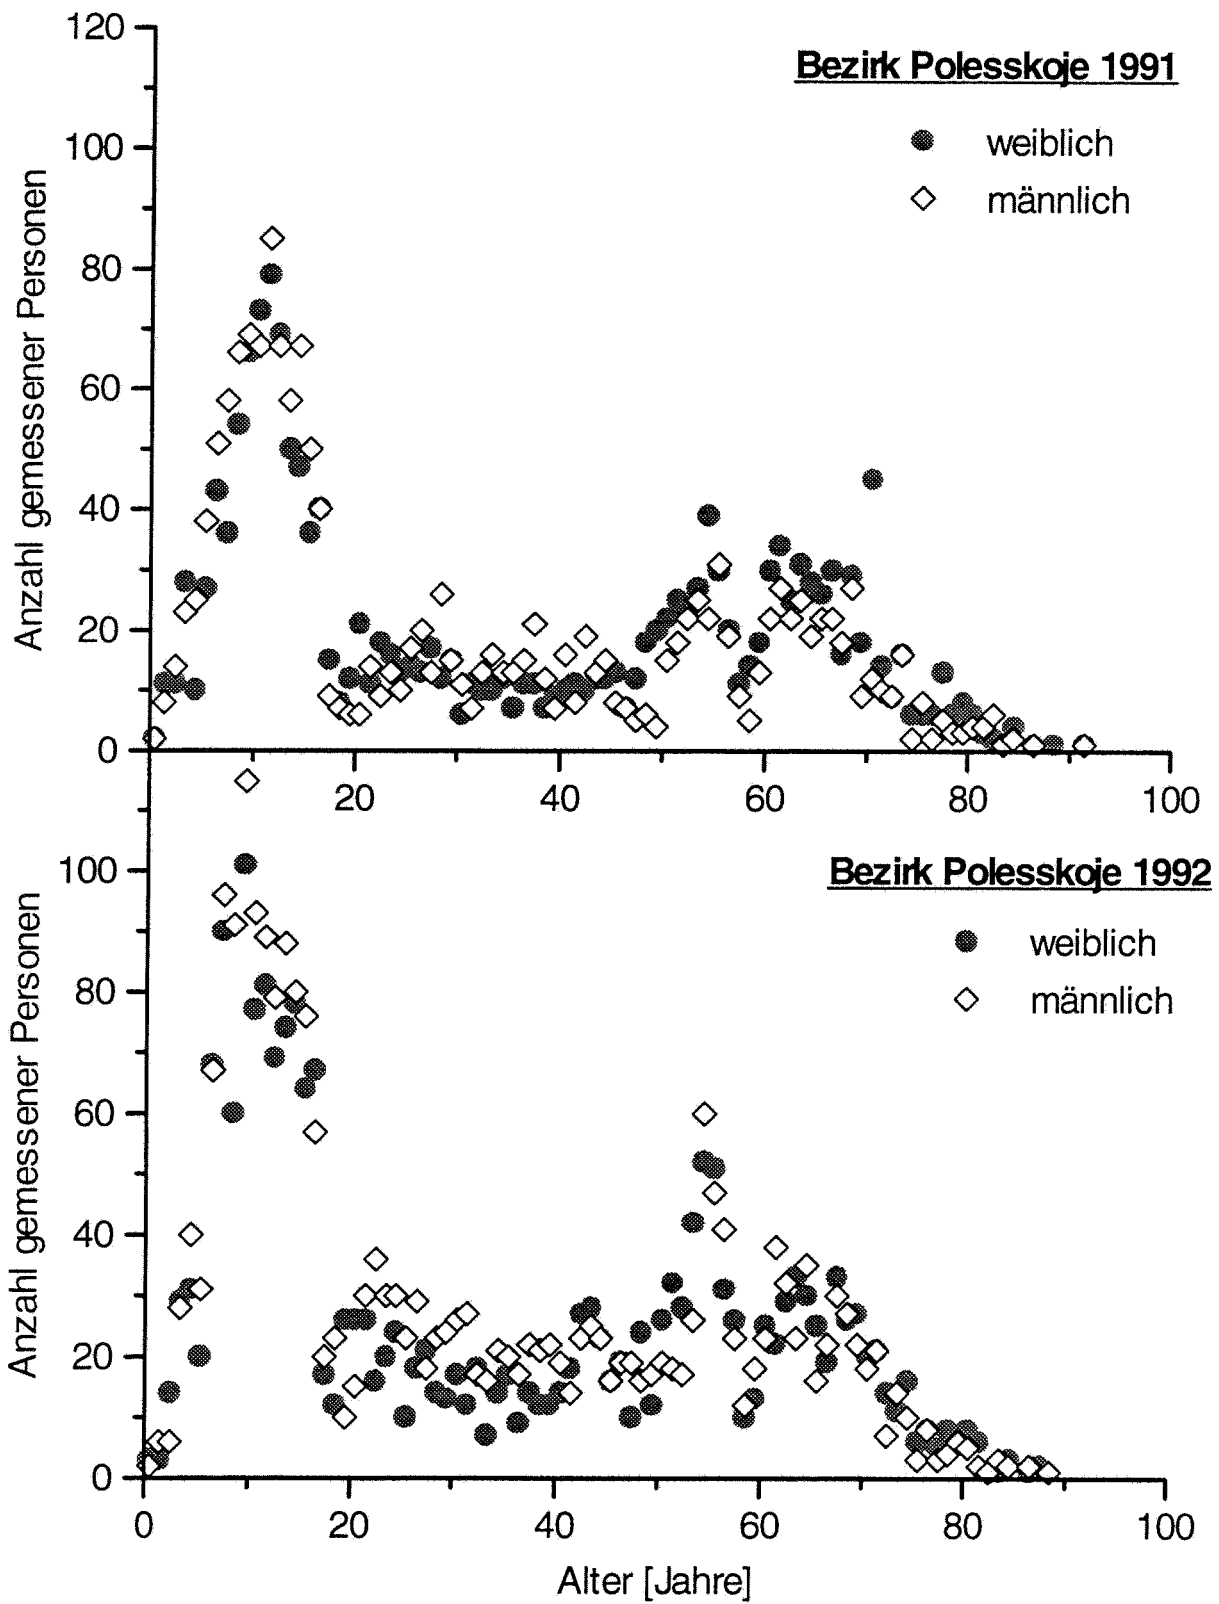 120
100
80
60
40
20
0
Anzahl gemessener Personen
Bezirk Polesskoje 1991
weiblich
männlich
20 40 60 80 100
100
80
60
40
20
0
Anzahl gemessener Personen
Bezirk Polesskoje 1992
weiblich
männlich
0 20 40 60 80 100
Alter [Jahre]